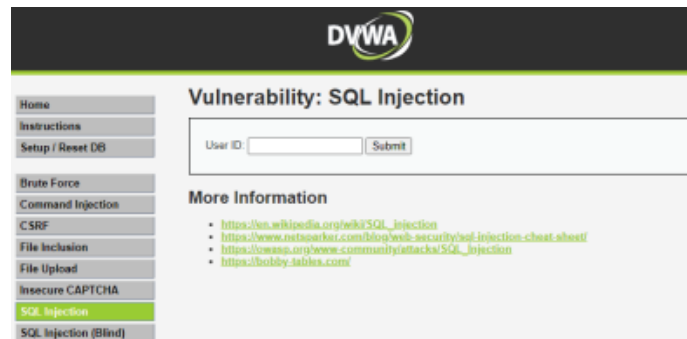 DVWA
Home
Instructions
Setup / Reset DB
Brute Force
Command Injection
CSRF
File Inclusion
File Upload
Insecure CAPTCHA
SQL Injection
SQL Injection (Blind)
Vulnerability: SQL Injection
User ID:
Submit
More Information
https://en.wikipedia.org/wiki/SQL_injection
https://www.netsparker.com/blog/web-security/sql-injection-cheat-sheet/
https://owasp.org/www-community/attacks/SQL_Injection
https://bobby-tables.com/